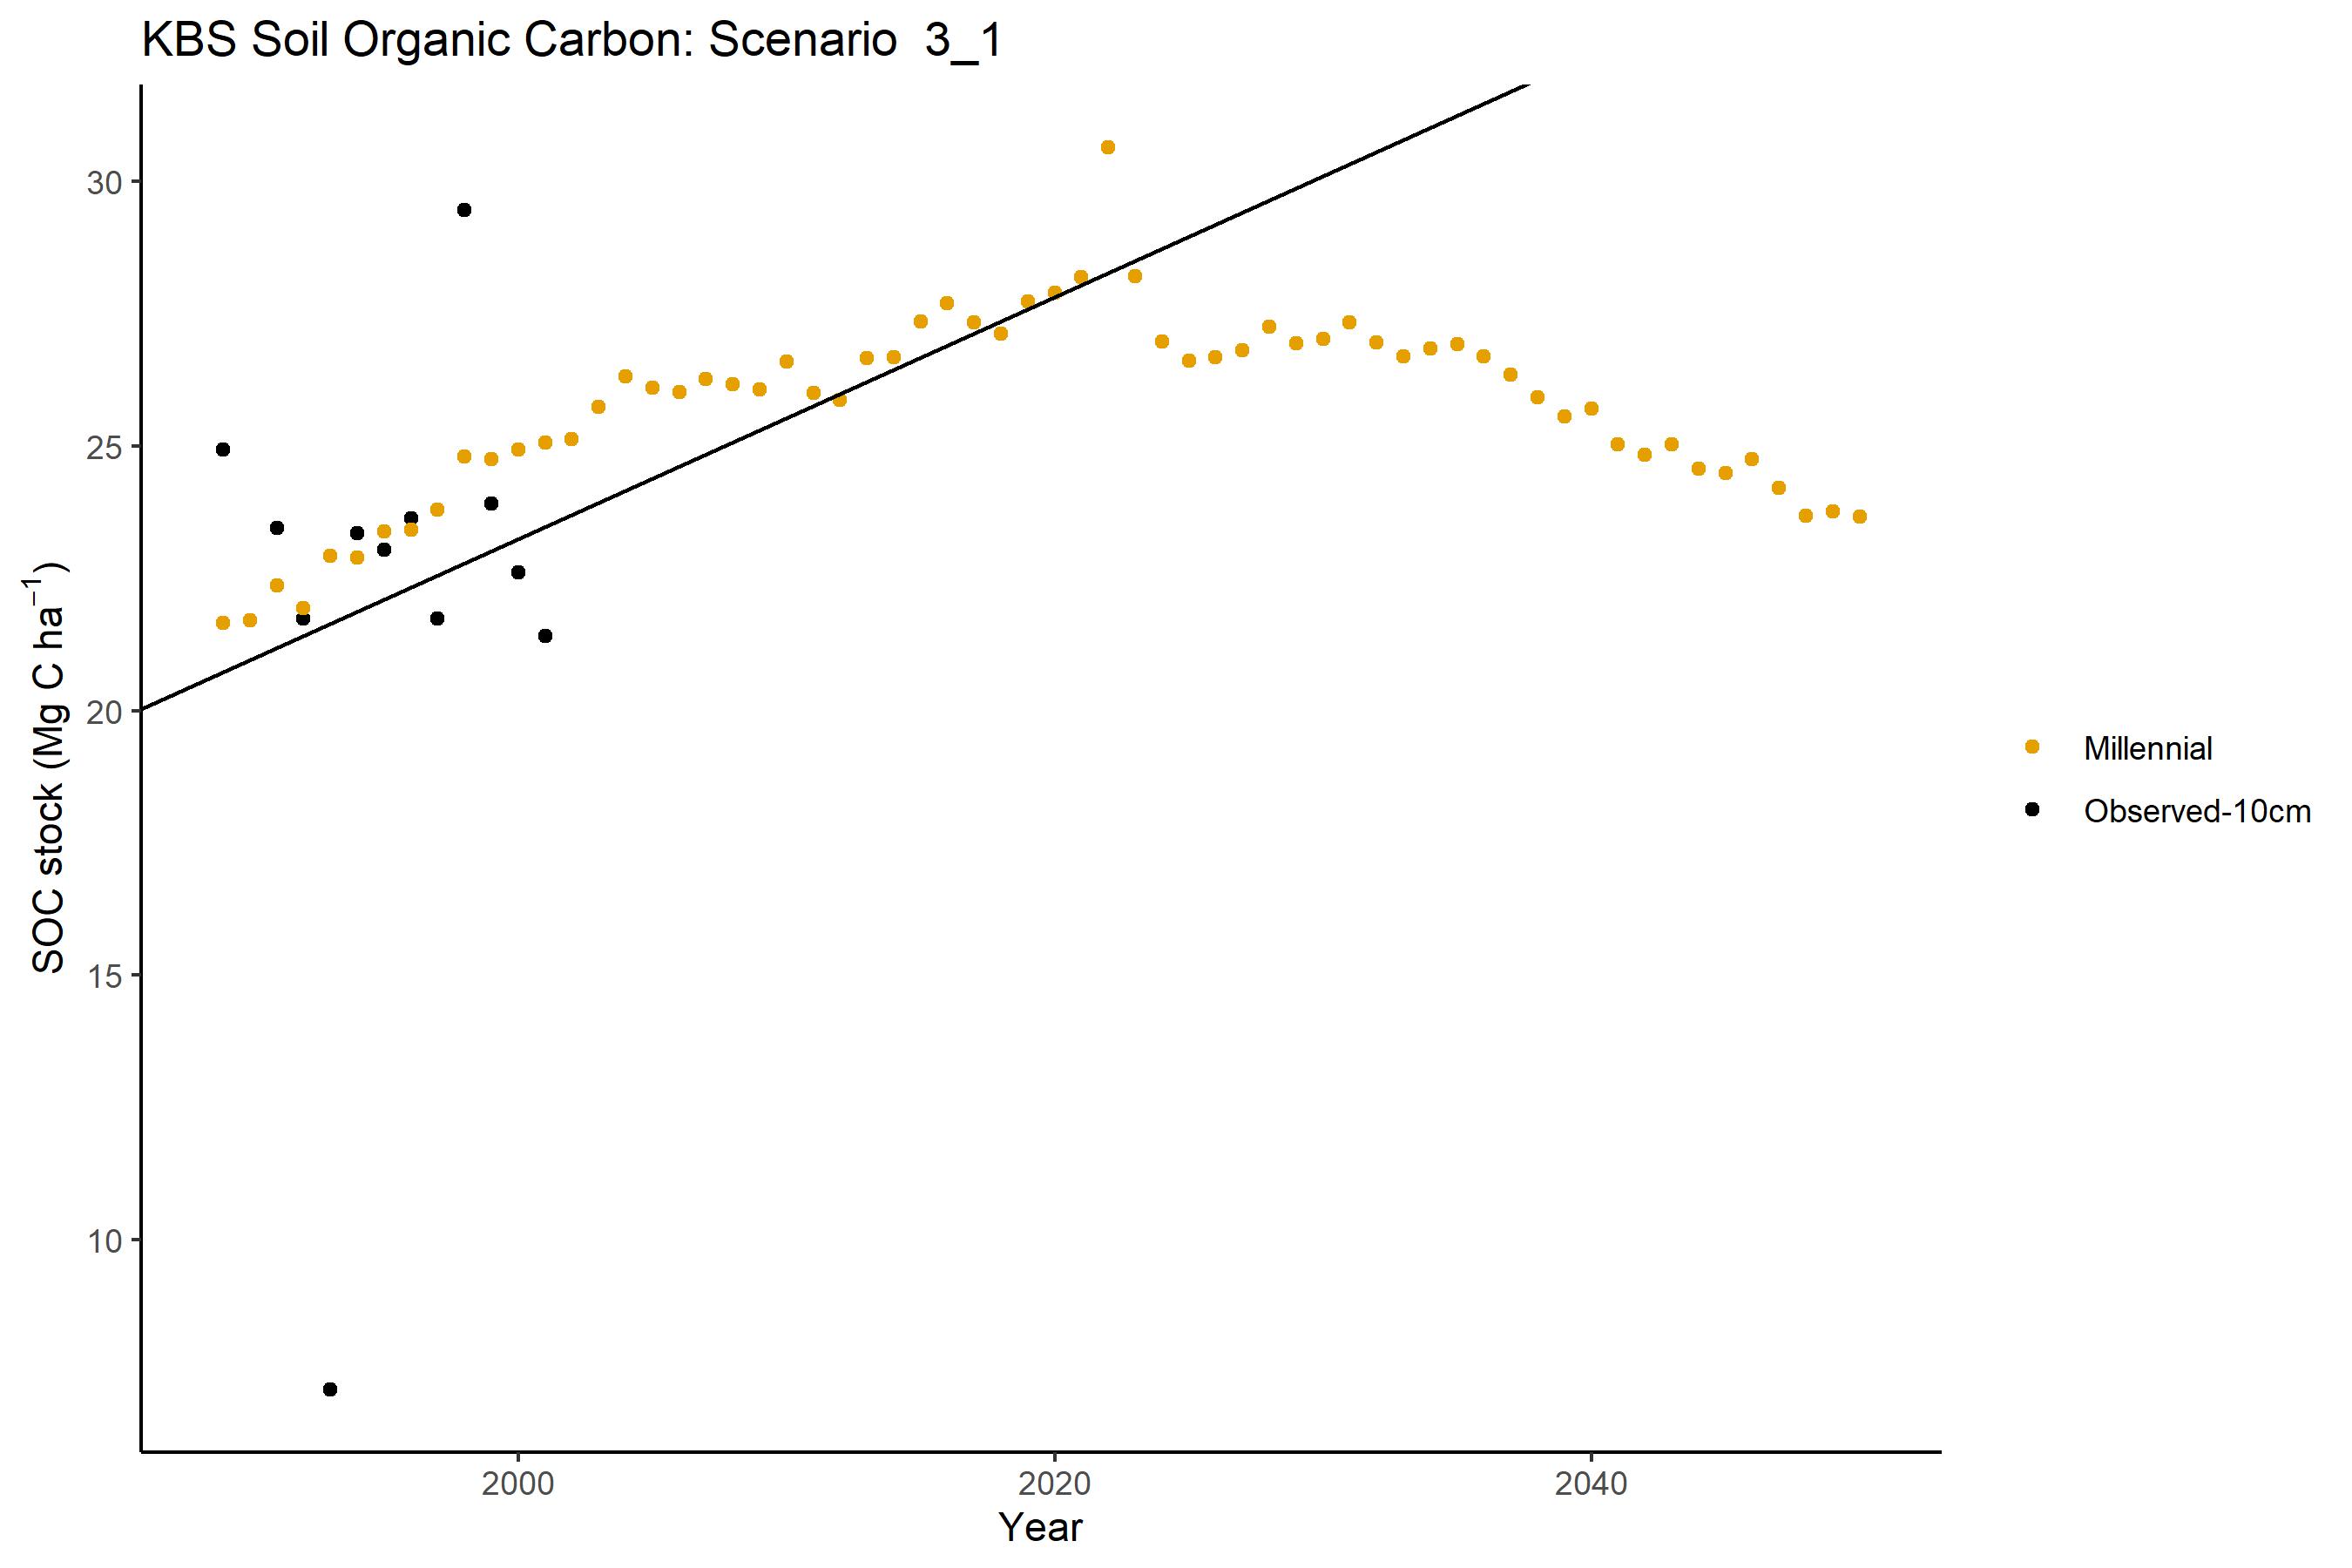 KBS Soil Organic Carbon: Scenario  3_1
SOC stock (Mg C ha⁻¹)
30
25
20
15
10
2000
2020
2040
Year
Millennial
Observed-10cm